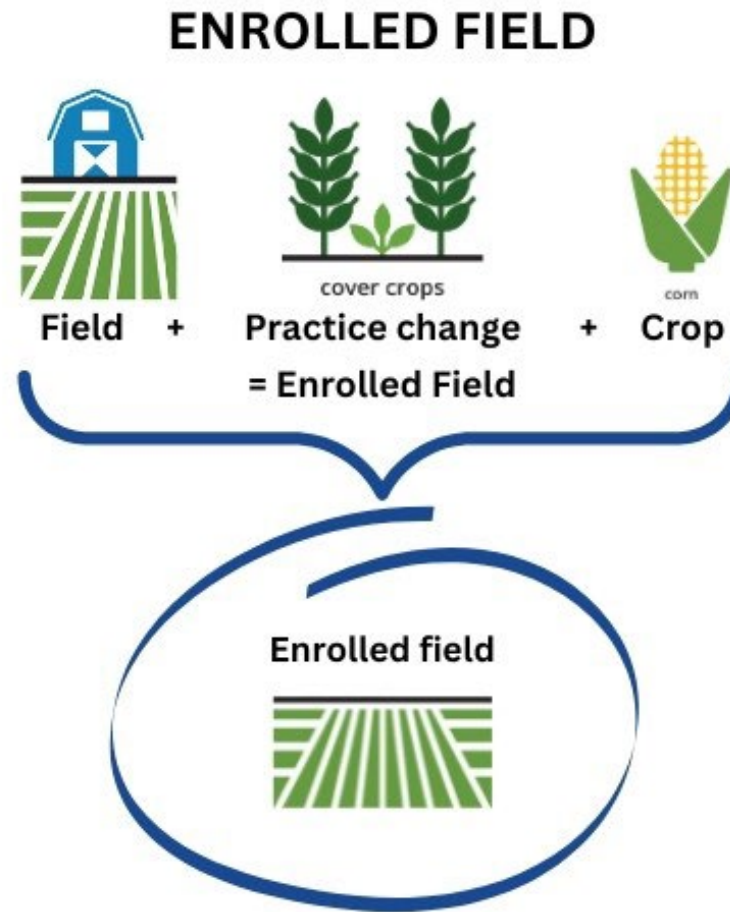 ENROLLED FIELD
cover crops
corn
Field + Practice change + Crop
= Enrolled Field
Enrolled field